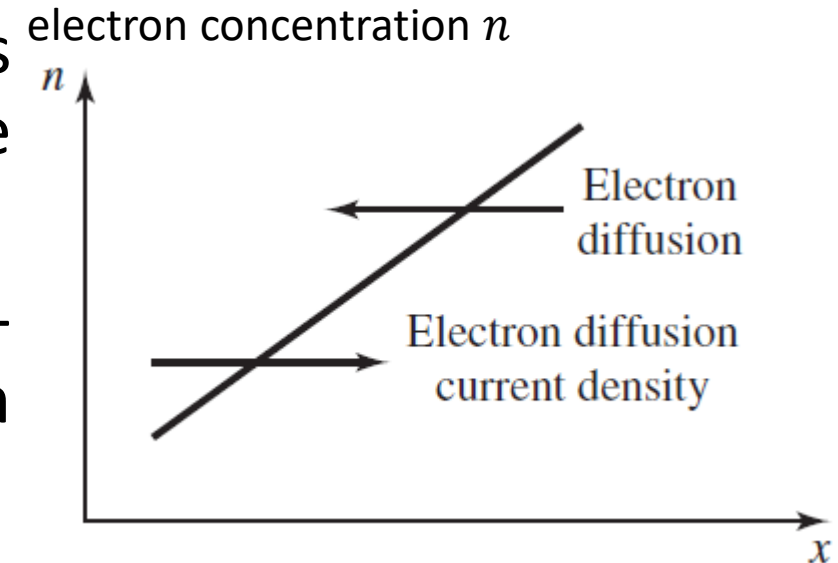 electron concentration n
s
n
e
Electron
diffusion
Electron diffusion
current density
x